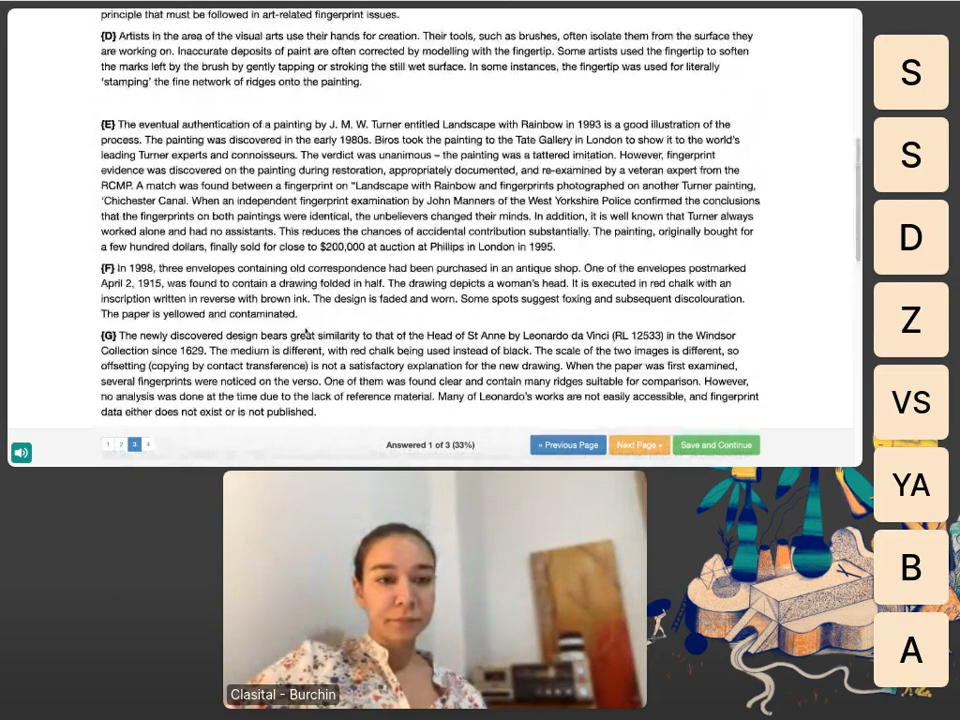 principle that must be followed in art-related fingerprint issues.
{D} Artists in the area of the visual arts use their hands for creation. Their tools, such as brushes, often isolate them from the surface they
are working on. Inaccurate deposits of paint are often corrected by modelling with the fingertip. Some artists used the fingertip to soften
the marks left by the brush by gently tapping or stroking the still wet surface. In some instances, the fingertip was used for literally
'stamping' the fine network of ridges onto the painting.
{E} The eventual authentication of a painting by J. M. W. Turner entitled Landscape with Rainbow in 1993 is a good illustration of the
process. The painting was discovered in the early 1980s. Biros took the painting to the Tate Gallery in London to show it to the world's
leading Turner experts and connoisseurs. The verdict was unanimous – the painting was a tattered imitation. However, fingerprint
evidence was discovered on the painting during restoration, appropriately documented, and re-examined by a veteran expert from the
RCMP. A match was found between a fingerprint on "Landscape with Rainbow and fingerprints photographed on another Turner painting,
'Chichester Canal. When an independent fingerprint examination by John Manners of the West Yorkshire Police confirmed the conclusions
that the fingerprints on both paintings were identical, the unbelievers changed their minds. In addition, it is well known that Turner always
worked alone and had no assistants. This reduces the chances of accidental contribution substantially. The painting, originally bought for
a few hundred dollars, finally sold for close to $200,000 at auction at Phillips in London in 1995.
{F} In 1998, three envelopes containing old correspondence had been purchased in an antique shop. One of the envelopes postmarked
April 2, 1915, was found to contain a drawing folded in half. The drawing depicts a woman's head. It is executed in red chalk with an
inscription written in reverse with brown ink. The design is faded and worn. Some spots suggest foxing and subsequent discolouration.
The paper is yellowed and contaminated.
{G} The newly discovered design bears great similarity to that of the Head of St Anne by Leonardo da Vinci (RL 12533) in the Windsor
Collection since 1629. The medium is different, with red chalk being used instead of black. The scale of the two images is different, so
offsetting (copying by contact transference) is not a satisfactory explanation for the new drawing. When the paper was first examined,
several fingerprints were noticed on the verso. One of them was found clear and contain many ridges suitable for comparison. However,
no analysis was done at the time due to the lack of reference material. Many of Leonardo's works are not easily accessible, and fingerprint
data either does not exist or is not published.
1 2 3 4
Answered 1 of 3 (33%)
« Previous Page
Next Page »
Save and Continue
Clasital - Burchin
S
S
D
Z
VS
YA
B
A